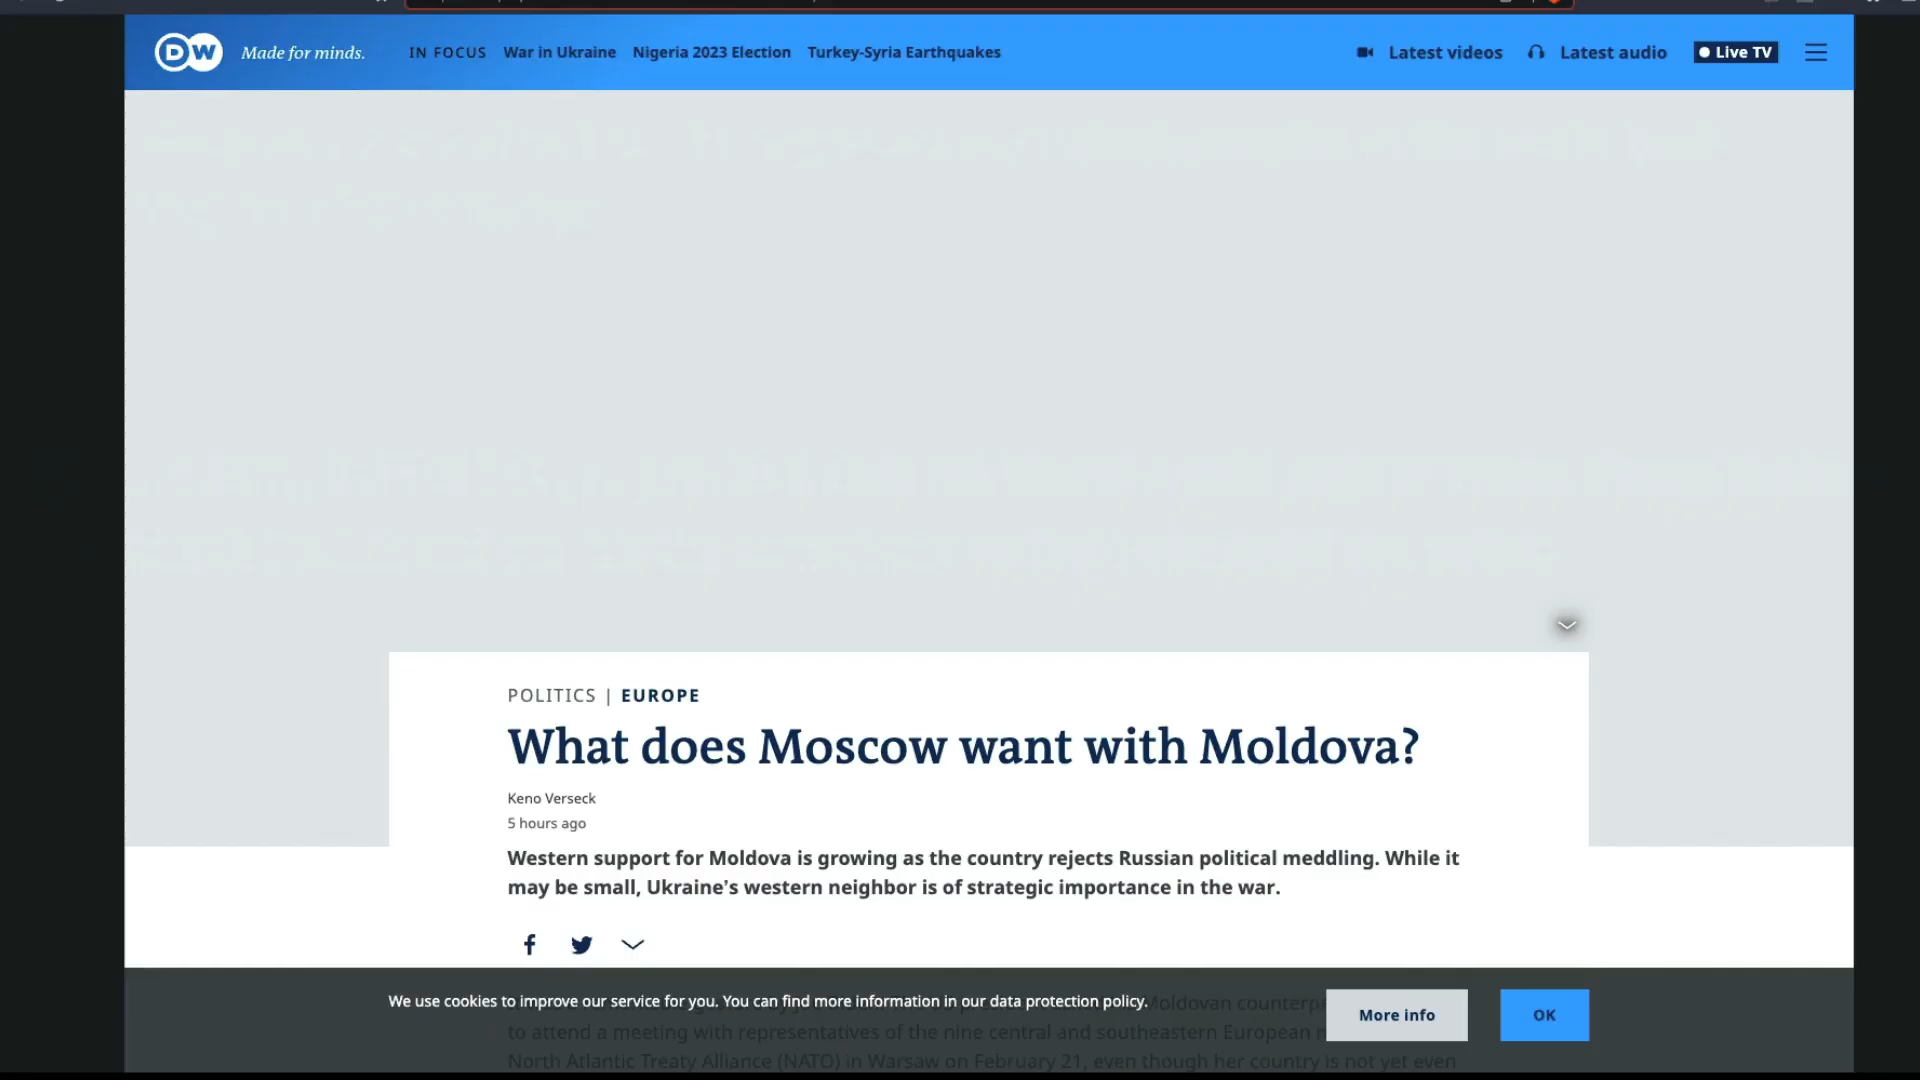 DW Made for minds. IN FOCUS War in Ukraine Nigeria 2023 Election Turkey-Syria Earthquakes Latest videos Latest audio Live TV
POLITICS | EUROPE
What does Moscow want with Moldova?
Keno Verseck
5 hours ago
Western support for Moldova is growing as the country rejects Russian political meddling. While it
may be small, Ukraine's western neighbor is of strategic importance in the war.
We use cookies to improve our service for you. You can find more information in our data protection policy.
More info OK
Moldovan
to attend a meeting with representatives of the nine central and southeastern European
North Atlantic Treaty Alliance (NATO) in Warsaw on February 21, even though her country is not yet even